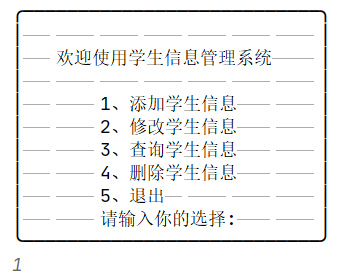 欢迎使用学生信息管理系统
1、添加学生信息
2、修改学生信息
3、查询学生信息
4、删除学生信息
5、退出
请输入你的选择:
1